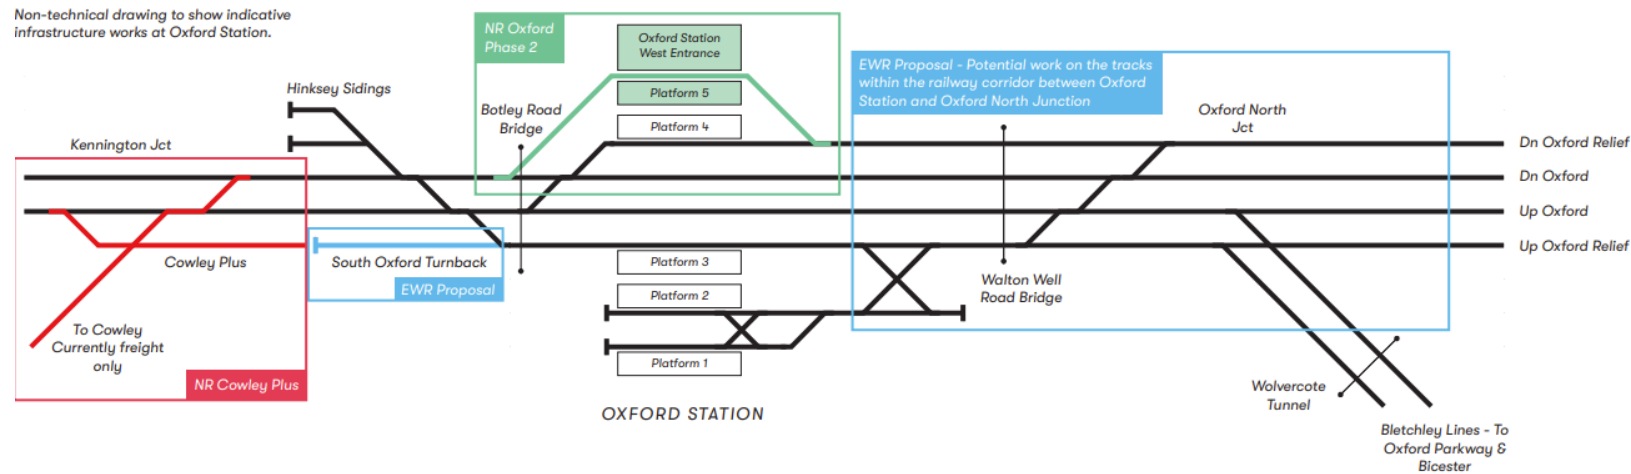 Non-technical drawing to show indicative
infrastructure works at Oxford Station.
NR Oxford
Phase 2
Oxford Station
West Entrance
Platform 5
Platform 4
Hinksey Sidings
Botley Road
Bridge
EWR Proposal - Potential work on the tracks
within the railway corridor between Oxford
Station and Oxford North Junction
Oxford North
Jct
Kennington Jct
Dn Oxford Relief
Dn Oxford
Up Oxford
Up Oxford Relief
Cowley Plus
South Oxford Turnback
EWR Proposal
Platform 3
Platform 2
Platform 1
Walton Well
Road Bridge
To Cowley
Currently freight
only
NR Cowley Plus
OXFORD STATION
Wolvercote
Tunnel
Bletchley Lines - To
Oxford Parkway &
Bicester